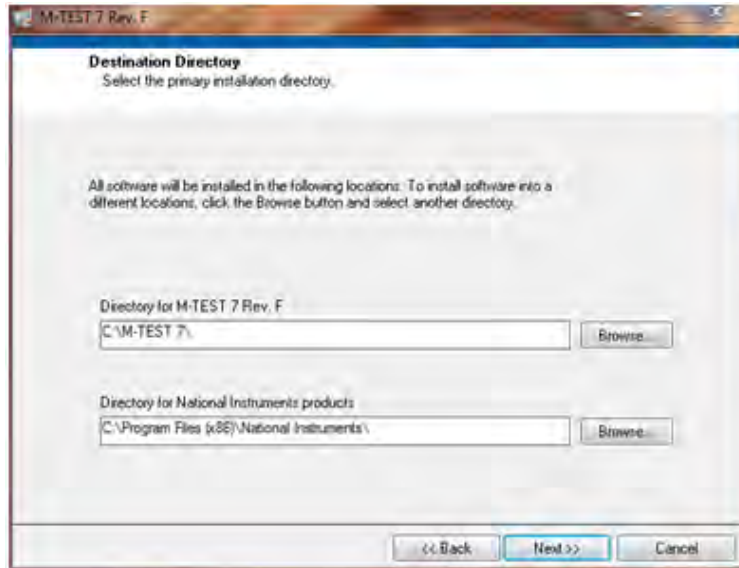 M-TEST 7 Rev. F
Destination Directory
Select the primary installation directory.
All software will be installed in the following locations. To install software into a
different locations, click the Browse button and select another directory.
Directory for M-TEST 7 Rev. F
C:\M-TEST 7\
Browse...
Directory for National Instruments products
C:\Program Files (x86)\National Instruments\
Browse...
<< Back
Next >>
Cancel